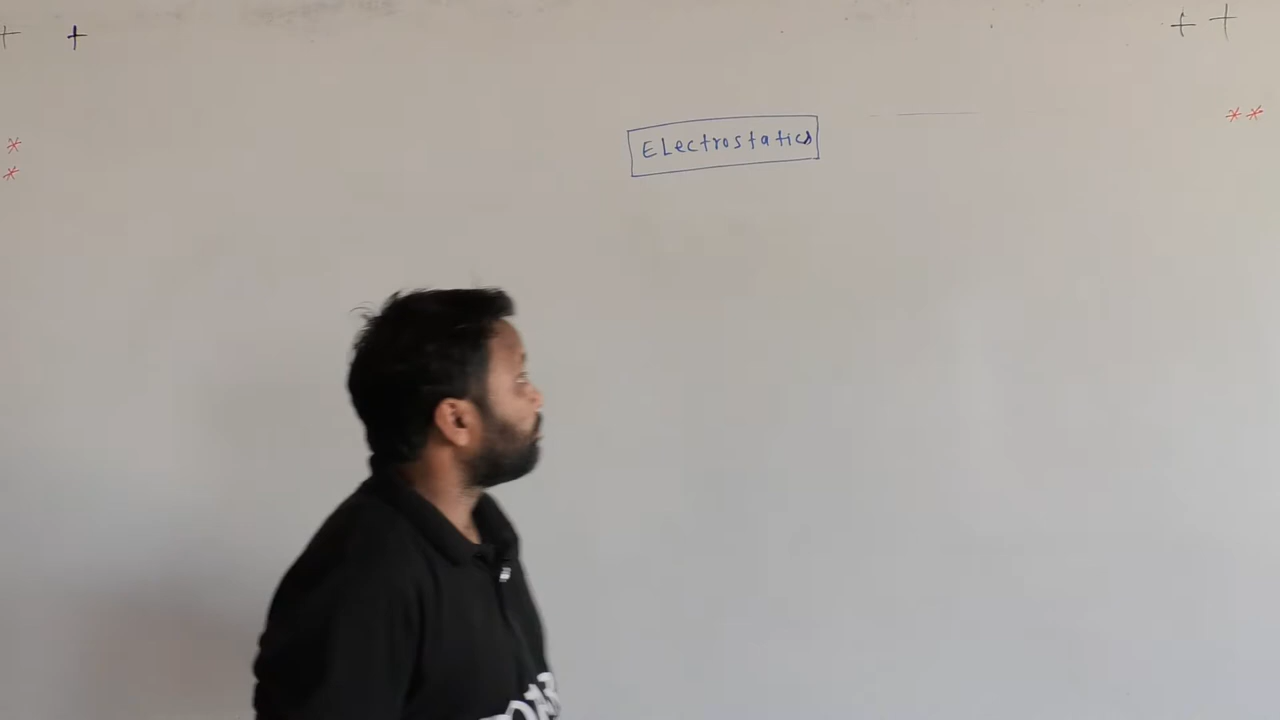 + + + +
* *
Electrostatics
* *